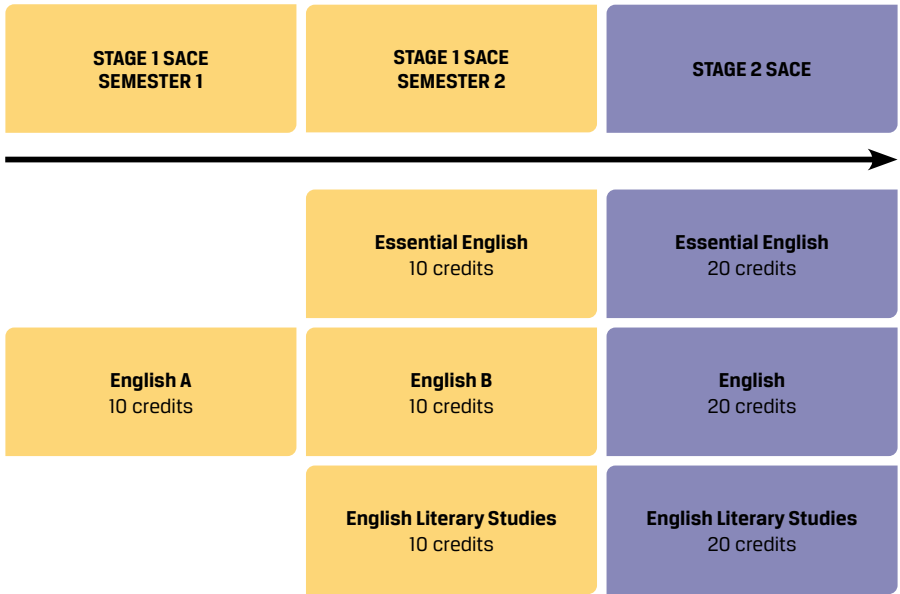 STAGE 1 SACE
SEMESTER 1
STAGE 1 SACE
SEMESTER 2
STAGE 2 SACE
Essential English
10 credits
Essential English
20 credits
English A
10 credits
English B
10 credits
English
20 credits
English Literary Studies
10 credits
English Literary Studies
20 credits